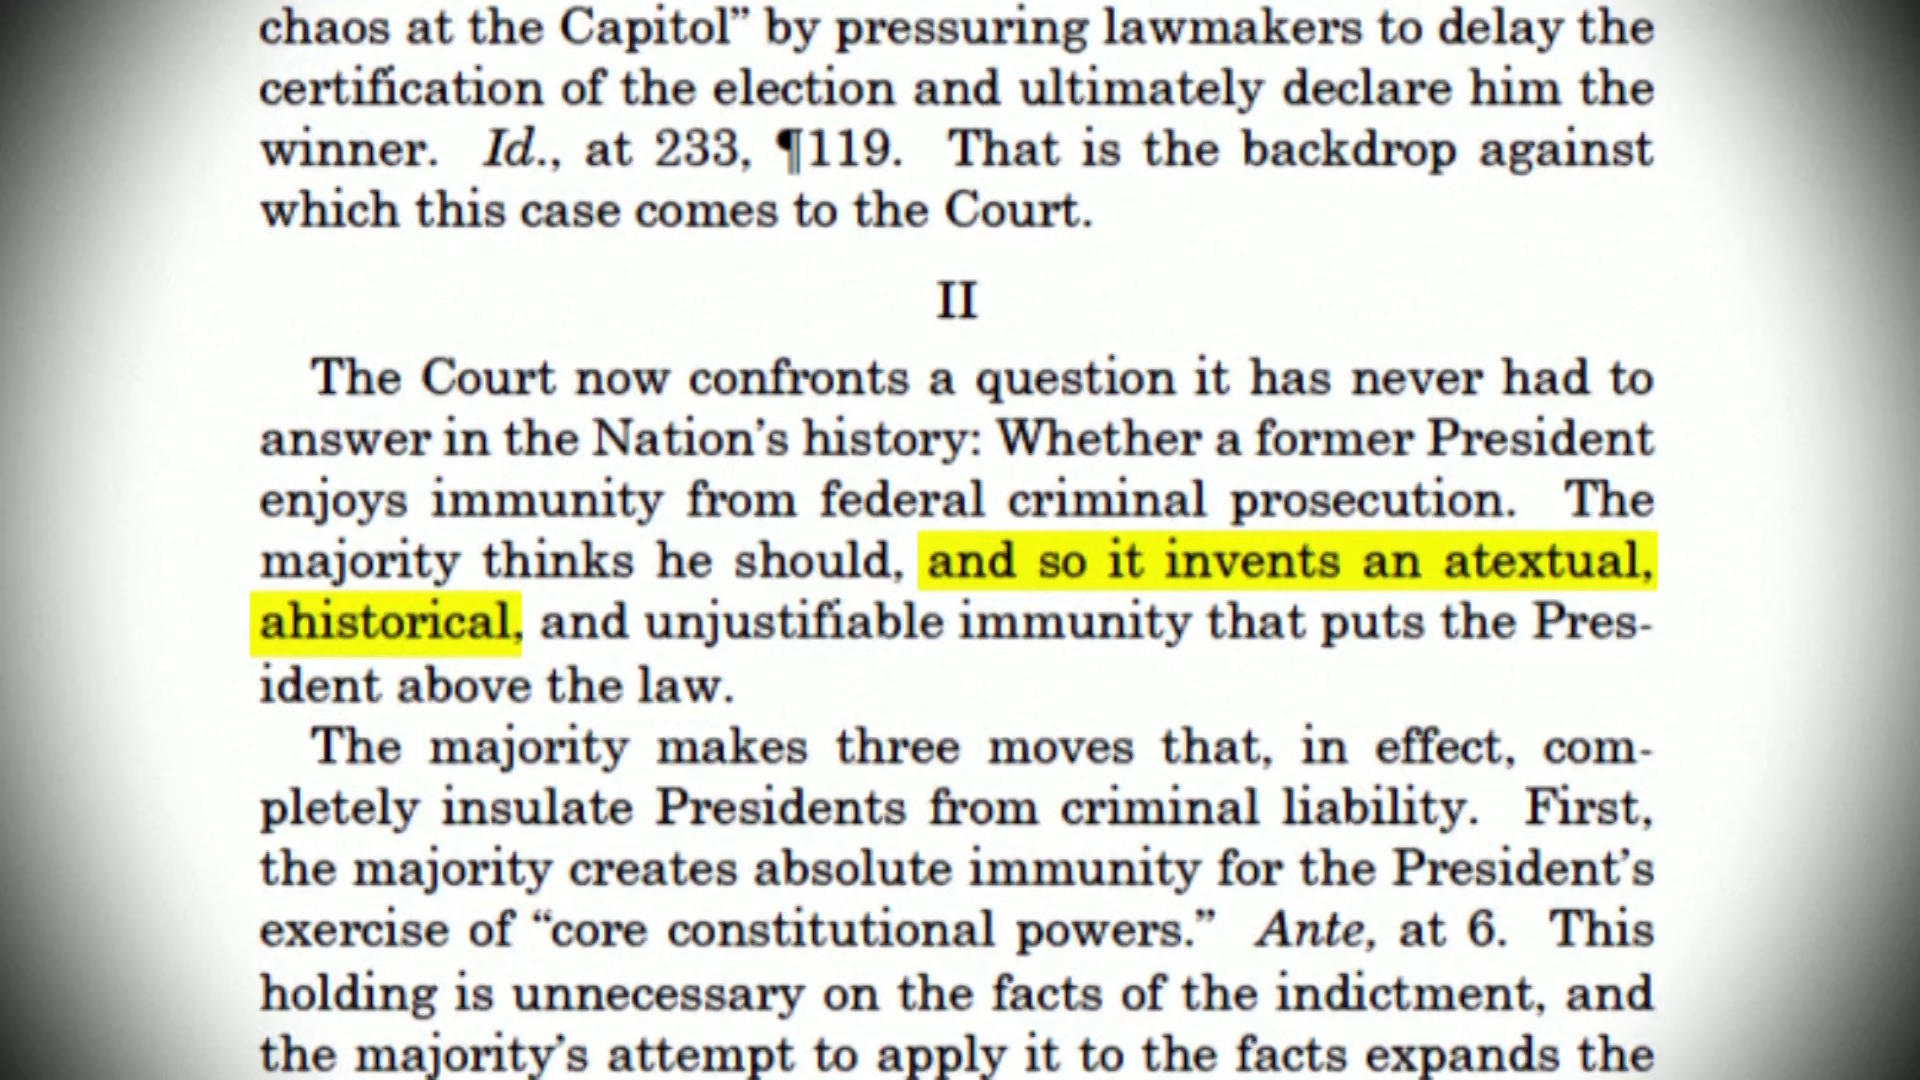 chaos at the Capitol” by pressuring lawmakers to delay the
certification of the election and ultimately declare him the
winner. Id., at 233, ¶119. That is the backdrop against
which this case comes to the Court.
II
The Court now confronts a question it has never had to
answer in the Nation’s history: Whether a former President
enjoys immunity from federal criminal prosecution. The
majority thinks he should, and so it invents an atextual,
ahistorical, and unjustifiable immunity that puts the Pres-
ident above the law.
The majority makes three moves that, in effect, com-
pletely insulate Presidents from criminal liability. First,
the majority creates absolute immunity for the President’s
exercise of “core constitutional powers.” Ante, at 6. This
holding is unnecessary on the facts of the indictment, and
the majority’s attempt to apply it to the facts expands the